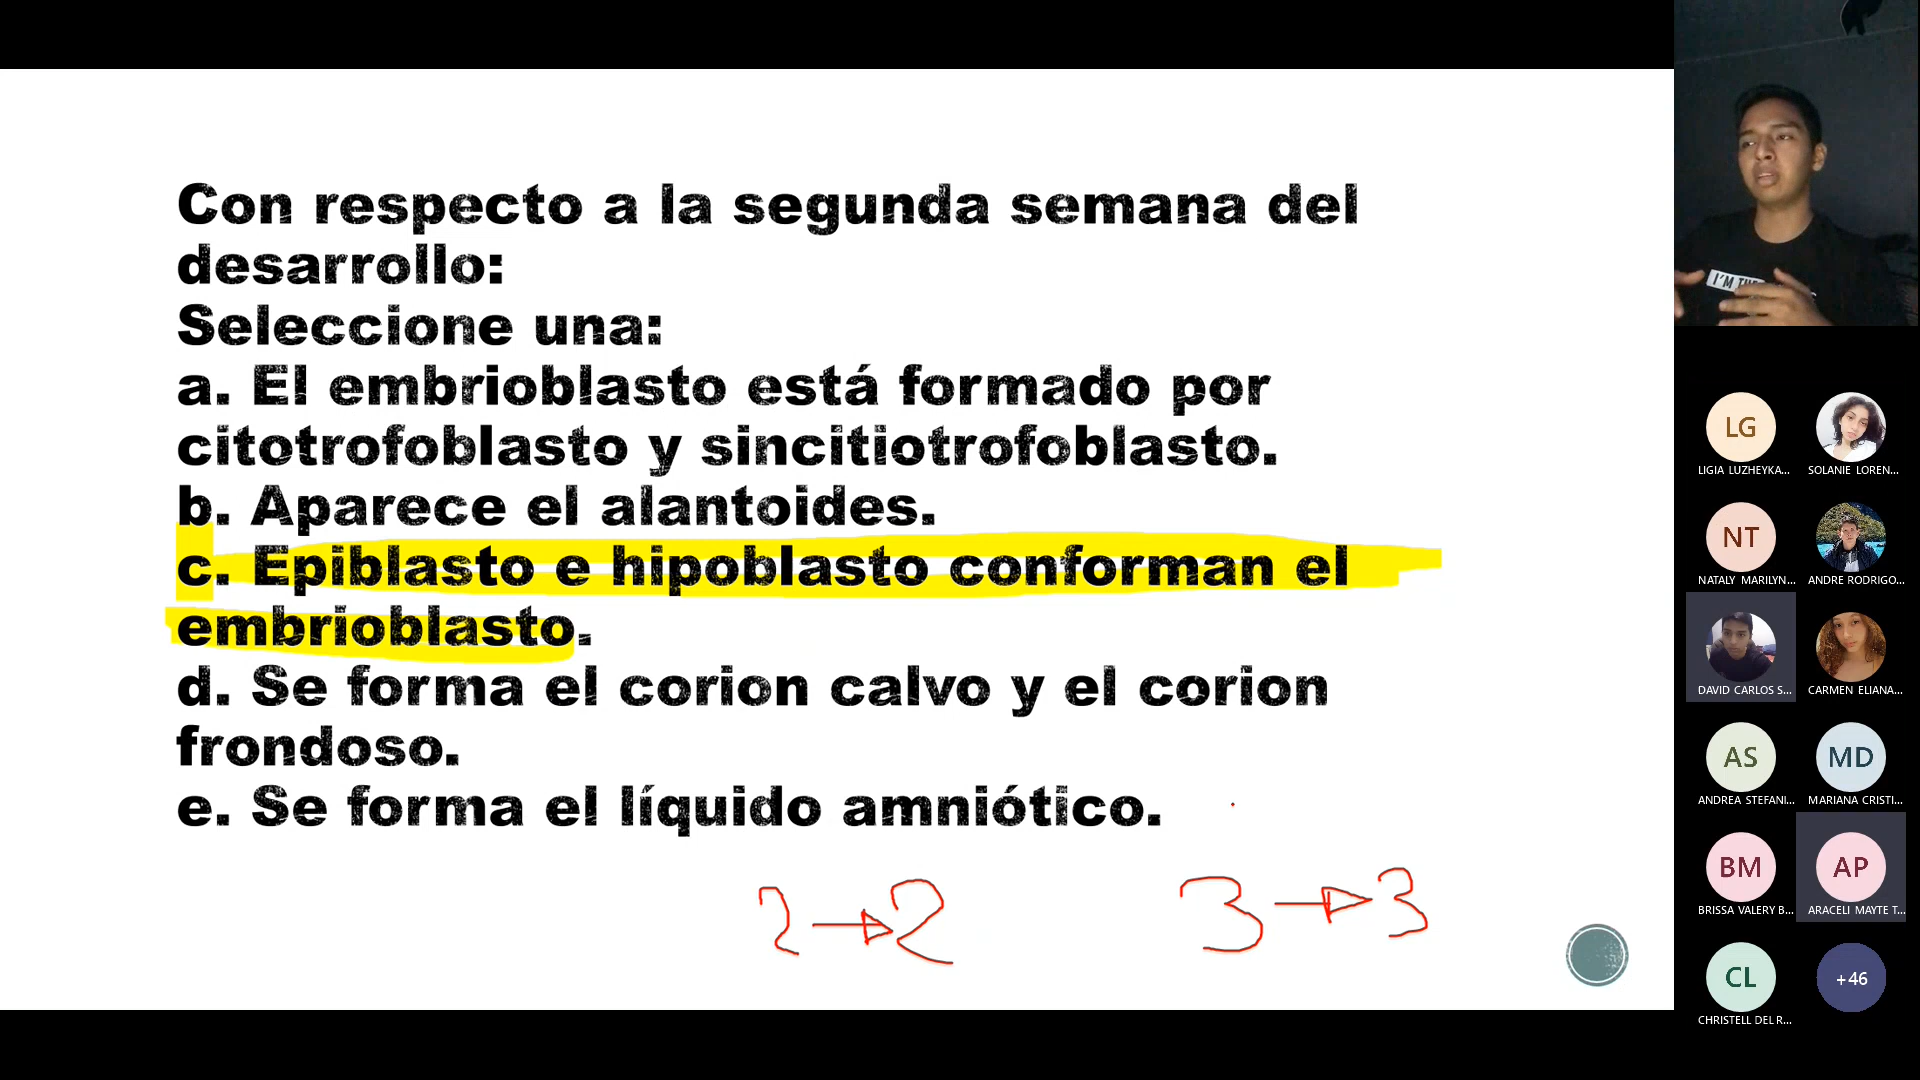 Con respecto a la segunda semana del
desarrollo:
Seleccione una:
a. El embrioblasto está formado por
citotrofoblasto y sincitiotrofoblasto.
b. Aparece el alantoides.
c. Epiblasto e hipoblasto conforman el
embrioblasto.
d. Se forma el corion calvo y el corion
frondoso.
e. Se forma el líquido amniótico.
2 → 2
3 → 3
I'M
LG
LIGIA LUZHEYKA...
SOLANIE LOREN...
NT
NATALY MARILYN...
ANDRE RODRIGO...
DAVID CARLOS S...
CARMEN ELIANA...
AS
MD
ANDREA STEFANI...
MARIANA CRISTI...
BM
AP
BRISSA VALERY B...
ARACELI MAYTE T...
CL
+46
CHRISTELL DEL R...